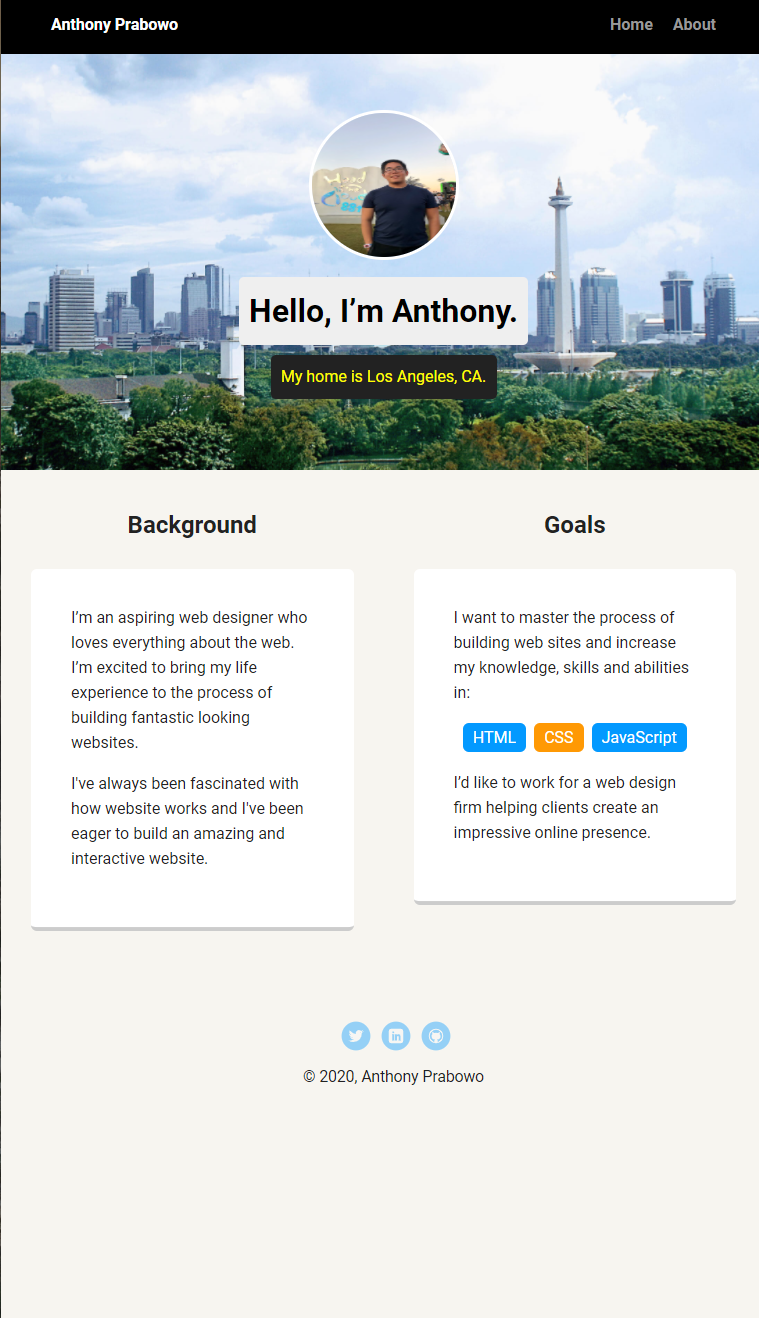 Anthony Prabowo
Home About
Hello, I’m Anthony.
My home is Los Angeles, CA.
Background
I’m an aspiring web designer who
loves everything about the web.
I’m excited to bring my life
experience to the process of
building fantastic looking
websites.
I've always been fascinated with
how website works and I've been
eager to build an amazing and
interactive website.
Goals
I want to master the process of
building web sites and increase
my knowledge, skills and abilities
in:
HTML CSS JavaScript
I’d like to work for a web design
firm helping clients create an
impressive online presence.
© 2020, Anthony Prabowo